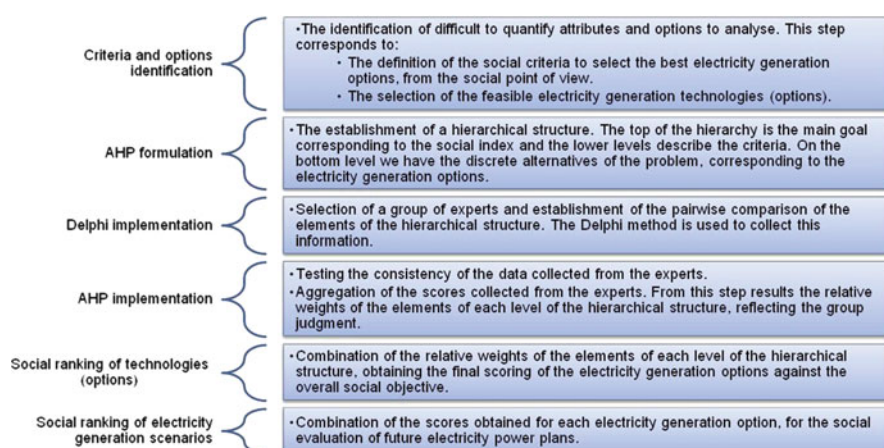 Criteria and options
identification
•The identification of difficult to quantify attributes and options to analyse. This step
corresponds to:
• The definition of the social criteria to select the best electricity generation
options, from the social point of view.
• The selection of the feasible electricity generation technologies (options).
AHP formulation
•The establishment of a hierarchical structure. The top of the hierarchy is the main goal
corresponding to the social index and the lower levels describe the criteria. On the
bottom level we have the discrete alternatives of the problem, corresponding to the
electricity generation options.
Delphi implementation
•Selection of a group of experts and establishment of the pairwise comparison of the
elements of the hierarchical structure. The Delphi method is used to collect this
information.
AHP implementation
•Testing the consistency of the data collected from the experts.
•Aggregation of the scores collected from the experts. From this step results the relative
weights of the elements of each level of the hierarchical structure, reflecting the group
judgment.
Social ranking of technologies
(options)
•Combination of the relative weights of the elements of each level of the hierarchical
structure, obtaining the final scoring of the electricity generation options against the
overall social objective.
Social ranking of electricity
generation scenarios
•Combination of the scores obtained for each electricity generation option, for the social
evaluation of future electricity power plans.